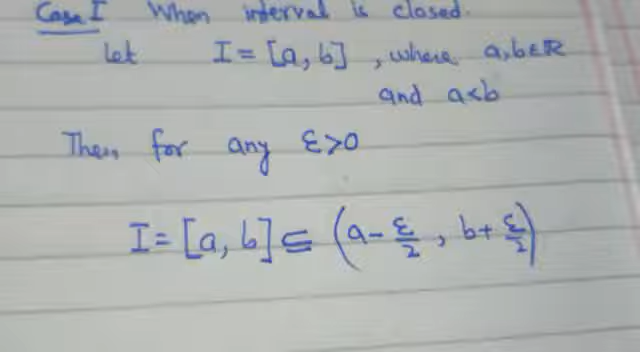 Case I When interval is closed.
Let I = [a, b] , where a, b ∈ ℝ
and a<b
Then for any ε>0
I = [a, b] ⊆ (a - ε/2 , b + ε/2)